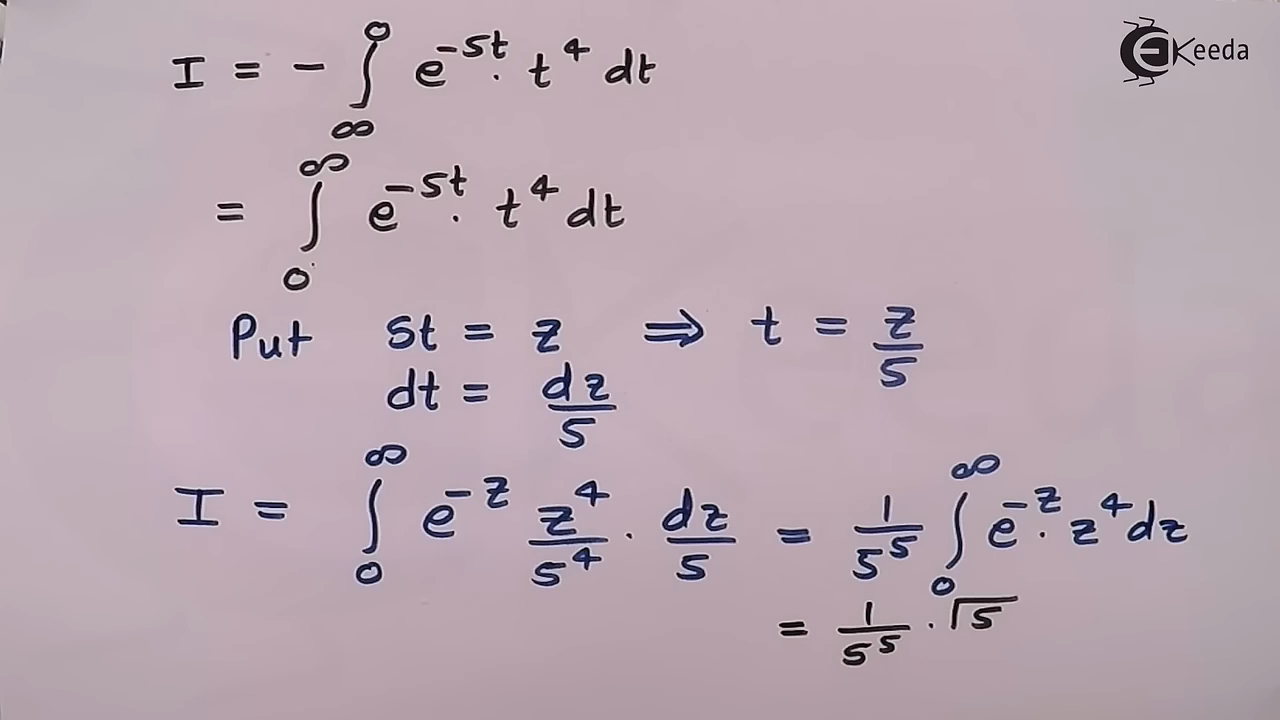 I = - ∫_∞^0 e^{-5t} . t^4 dt
EKeeda
= ∫_0^∞ e^{-5t} . t^4 dt
Put 5t = z ⇒ t = z/5
dt = dz/5
I = ∫_0^∞ e^{-z} z^4/5^4 . dz/5 = 1/5^5 ∫_0^∞ e^{-z} . z^4 dz
= 1/5^5 . Γ5